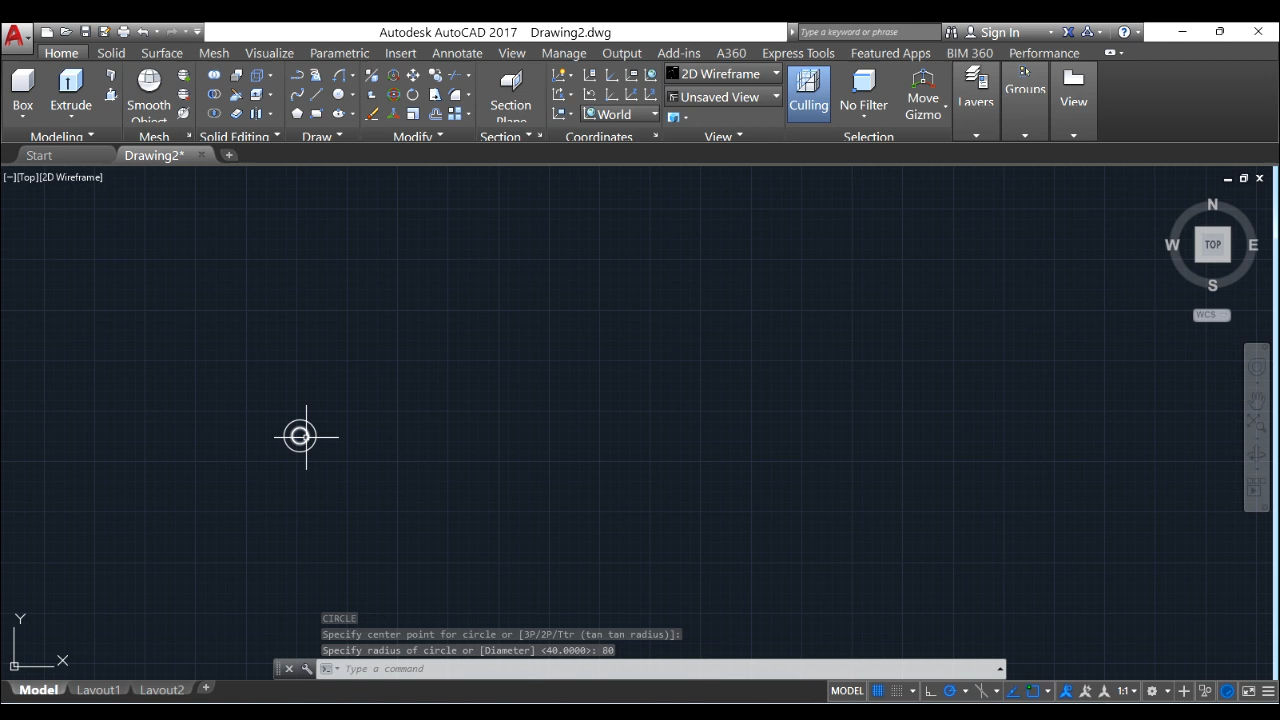 Autodesk AutoCAD 2017 Drawing2.dwg
Type a keyword or phrase
Sign In
Home Solid Surface Mesh Visualize Parametric Insert Annotate View Manage Output Add-ins A360 Express Tools Featured Apps BIM 360 Performance
Box
Extrude
Smooth
Object
Section
Plane
World
2D Wireframe
Unsaved View
Culling
No Filter
Move
Gizmo
Layers
Groups
View
Modeling Mesh Solid Editing Draw Modify Section Coordinates View Selection
Start Drawing2*
[−][Top][2D Wireframe]
N
W TOP E
S
WCS
Y
X
CIRCLE
Specify center point for circle or [3P/2P/Ttr (tan tan radius)]:
Specify radius of circle or [Diameter] <40.0000>: 80
Type a command
Model Layout1 Layout2 +
MODEL 1:1